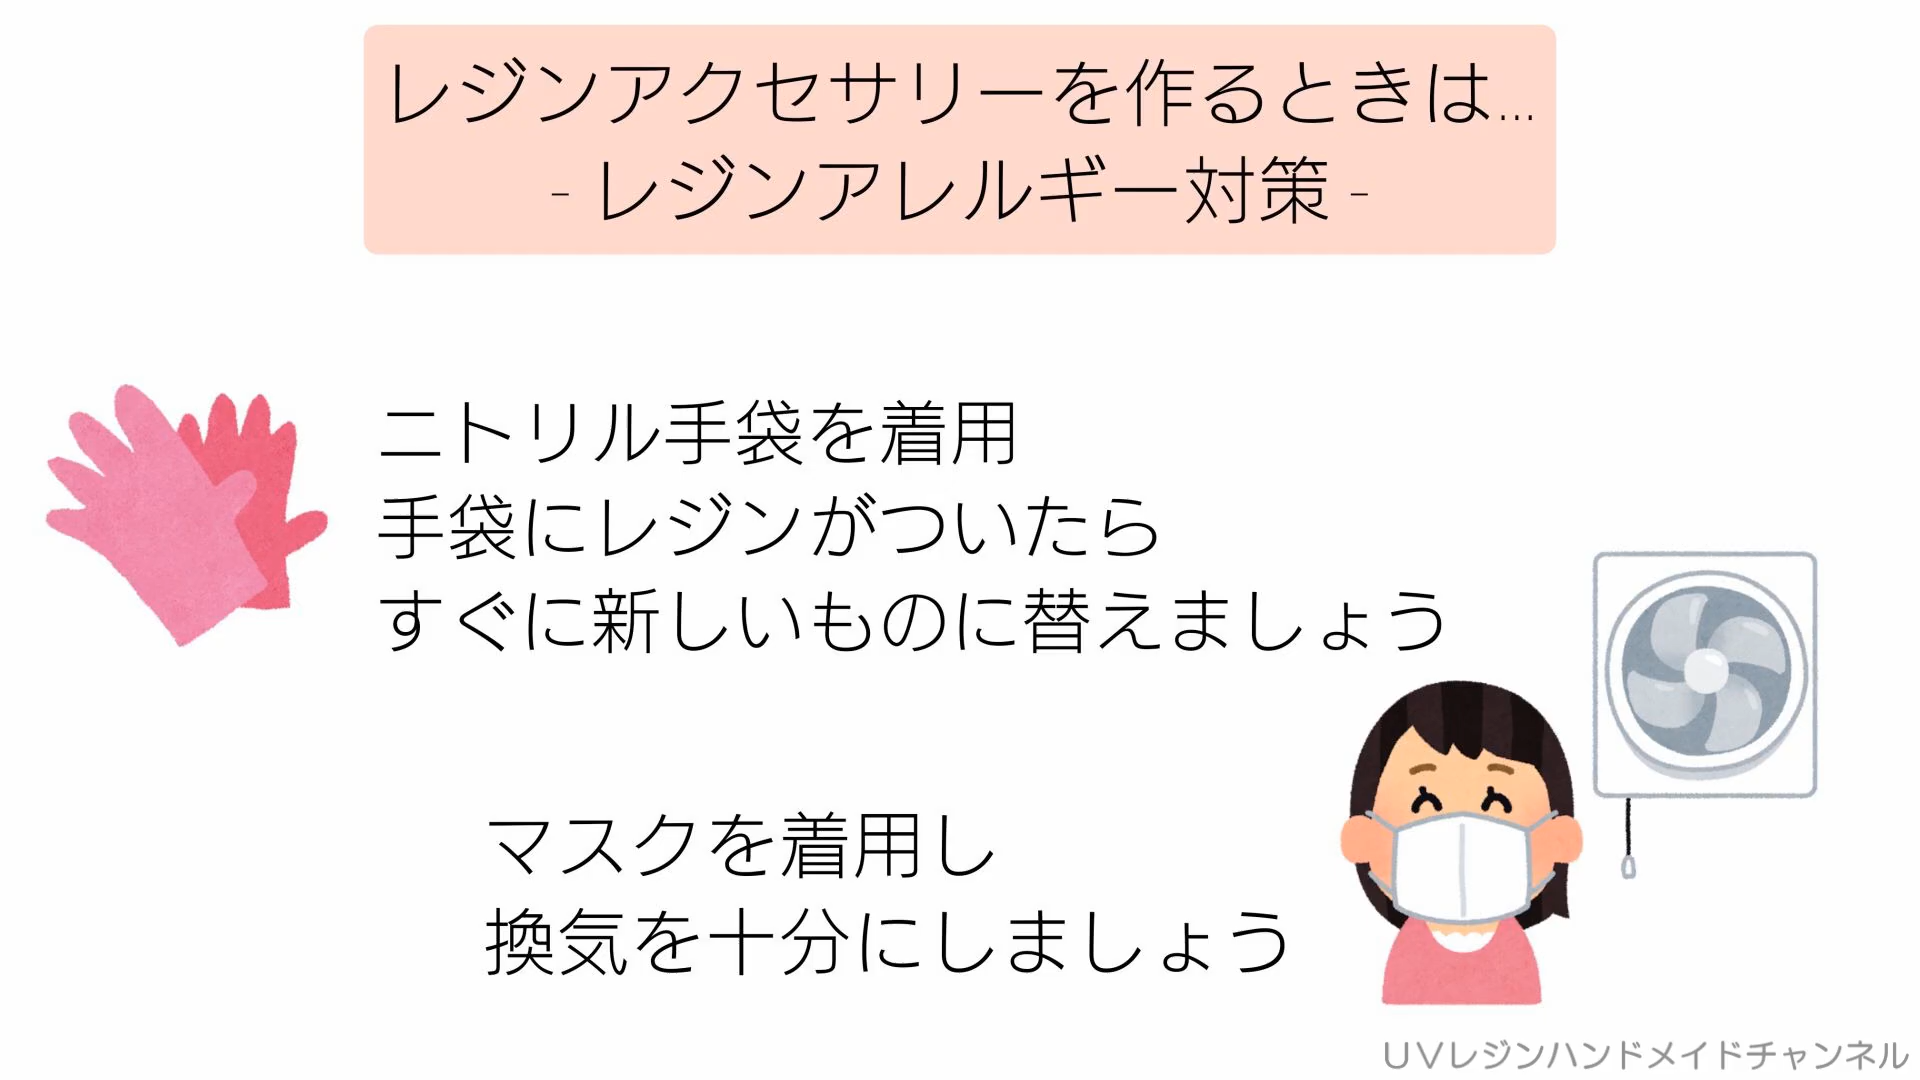 レジンアクセサリーを作るときは...
- レジンアレルギー対策 -
ニトリル手袋を着用
手袋にレジンがついたら
すぐに新しいものに替えましょう
マスクを着用し
換気を十分にしましょう
UVレジンハンドメイドチャンネル